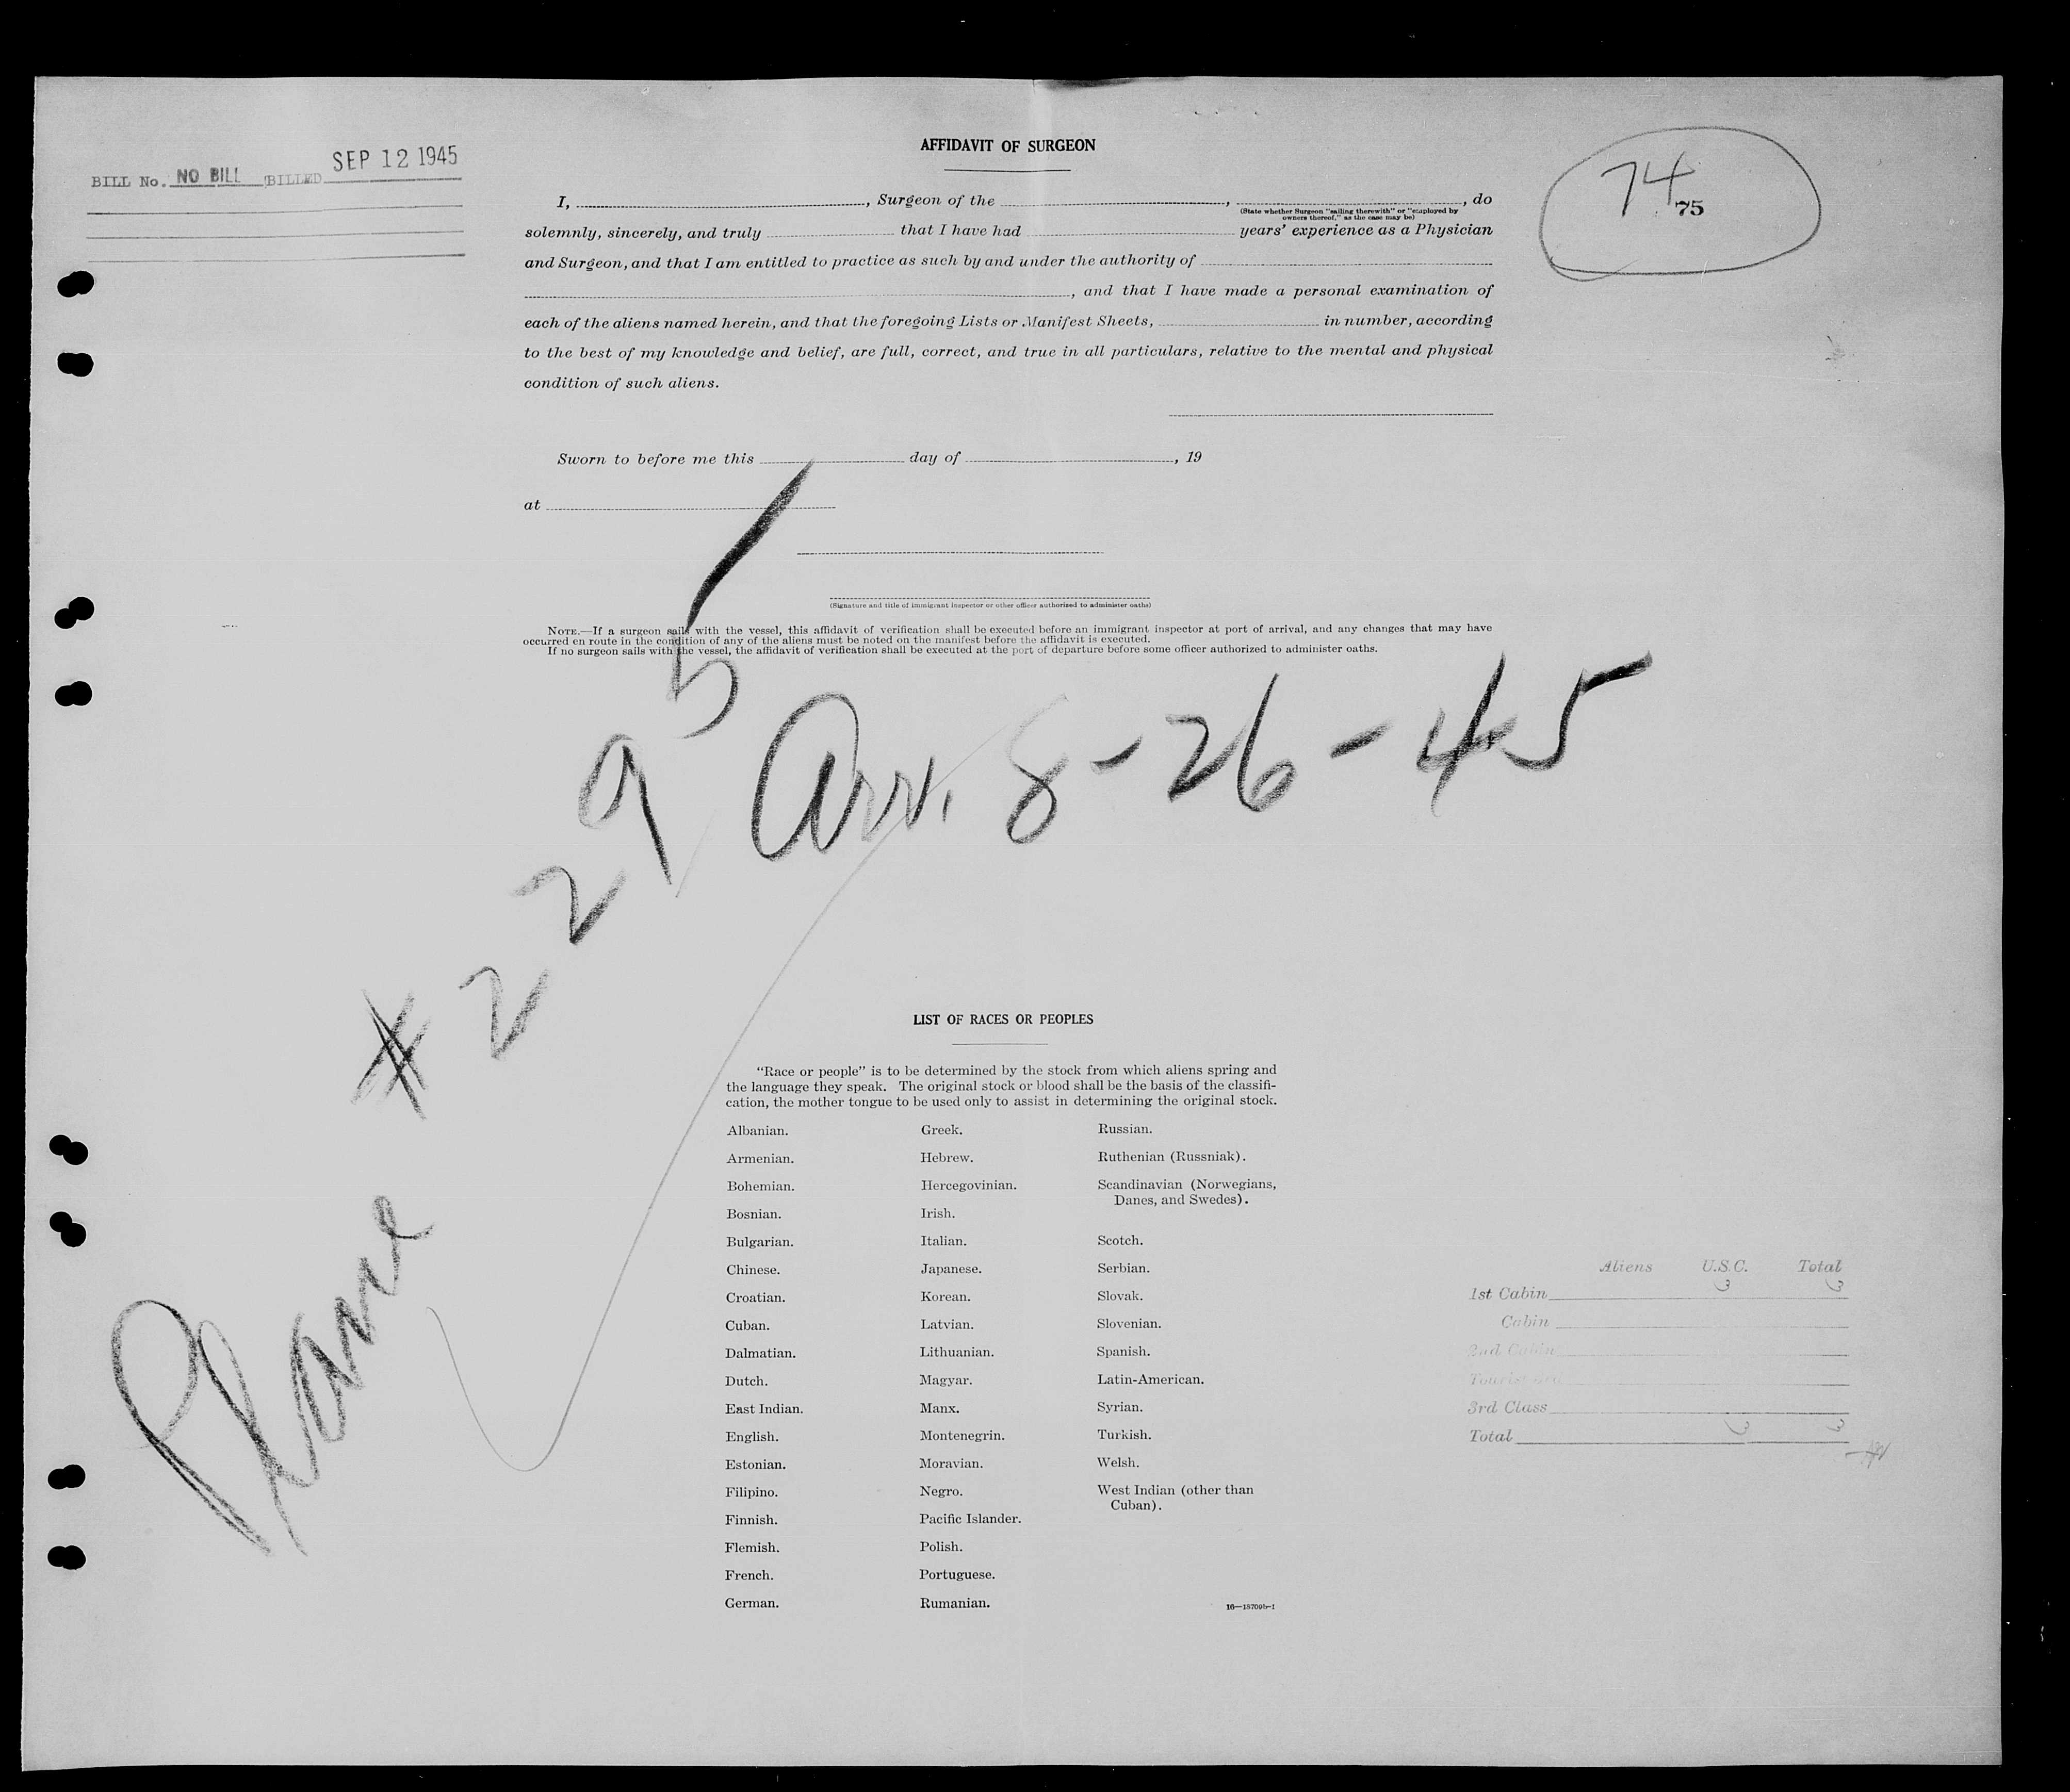 BILL No. NO BILL BILLED SEP 12 1945
74
75
AFFIDAVIT OF SURGEON
I, , Surgeon of the , , do
(State whether Surgeon "sailing therewith" or "employed by
owners thereof," as the case may be)
solemnly, sincerely, and truly that I have had years' experience as a Physician
and Surgeon, and that I am entitled to practice as such by and under the authority of
, and that I have made a personal examination of
each of the aliens named herein, and that the foregoing Lists or Manifest Sheets, in number, according
to the best of my knowledge and belief, are full, correct, and true in all particulars, relative to the mental and physical
condition of such aliens.
Sworn to before me this day of , 19
at
(Signature and title of immigrant inspector or other officer authorized to administer oaths)
NOTE.—If a surgeon sails with the vessel, this affidavit of verification shall be executed before an immigrant inspector at port of arrival, and any changes that may have
occurred en route in the condition of any of the aliens must be noted on the manifest before the affidavit is executed.
If no surgeon sails with the vessel, the affidavit of verification shall be executed at the port of departure before some officer authorized to administer oaths.
Plane # 2295
Arr. 8-26-45
LIST OF RACES OR PEOPLES
"Race or people" is to be determined by the stock from which aliens spring and
the language they speak. The original stock or blood shall be the basis of the classifi-
cation, the mother tongue to be used only to assist in determining the original stock.
Albanian.
Armenian.
Bohemian.
Bosnian.
Bulgarian.
Chinese.
Croatian.
Cuban.
Dalmatian.
Dutch.
East Indian.
English.
Estonian.
Filipino.
Finnish.
Flemish.
French.
German.
Greek.
Hebrew.
Hercegovinian.
Irish.
Italian.
Japanese.
Korean.
Latvian.
Lithuanian.
Magyar.
Manx.
Montenegrin.
Moravian.
Negro.
Pacific Islander.
Polish.
Portuguese.
Rumanian.
Russian.
Ruthenian (Russniak).
Scandinavian (Norwegians,
Danes, and Swedes).
Scotch.
Serbian.
Slovak.
Slovenian.
Spanish.
Latin-American.
Syrian.
Turkish.
Welsh.
West Indian (other than
Cuban).
16—18709b-1
Aliens U.S.C. Total
1st Cabin 3 3
Cabin
2nd Cabin
Tourist
3rd Class
Total 3 3